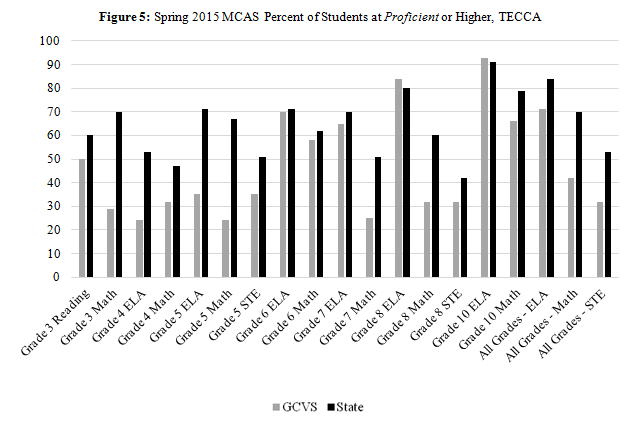 Figure 5: Spring 2015 MCAS Percent of Students at Proficient or Higher, TECCA
100
90
80
70
60
50
40
30
20
10
0
Grade 3 Reading
Grade 3 Math
Grade 4 ELA
Grade 4 Math
Grade 5 ELA
Grade 5 Math
Grade 5 STE
Grade 6 ELA
Grade 6 Math
Grade 7 ELA
Grade 7 Math
Grade 8 ELA
Grade 8 Math
Grade 8 STE
Grade 10 ELA
Grade 10 Math
All Grades - ELA
All Grades - Math
All Grades - STE
GCVS State